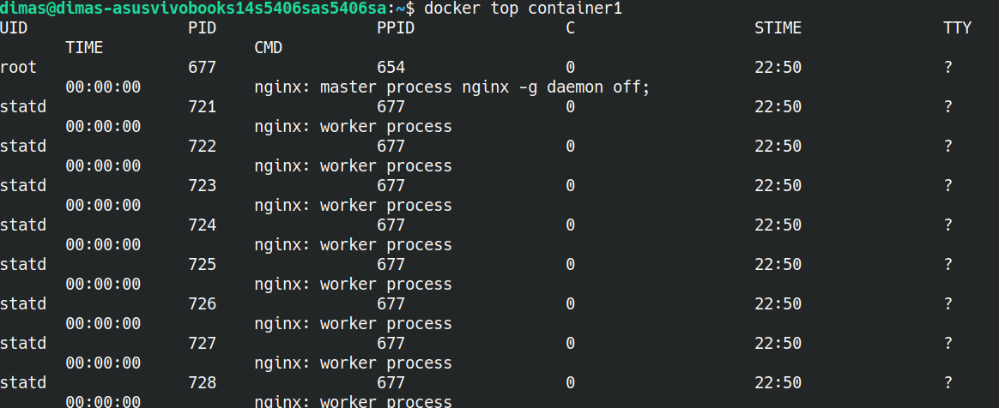 dimas@dimas-asusvivobooks14s5406sas5406sa:~$ docker top container1
UID PID PPID C STIME TTY
TIME CMD
root 677 654 0 22:50 ?
00:00:00 nginx: master process nginx -g daemon off;
statd 721 677 0 22:50 ?
00:00:00 nginx: worker process
statd 722 677 0 22:50 ?
00:00:00 nginx: worker process
statd 723 677 0 22:50 ?
00:00:00 nginx: worker process
statd 724 677 0 22:50 ?
00:00:00 nginx: worker process
statd 725 677 0 22:50 ?
00:00:00 nginx: worker process
statd 726 677 0 22:50 ?
00:00:00 nginx: worker process
statd 727 677 0 22:50 ?
00:00:00 nginx: worker process
statd 728 677 0 22:50 ?
00:00:00 nginx: worker process